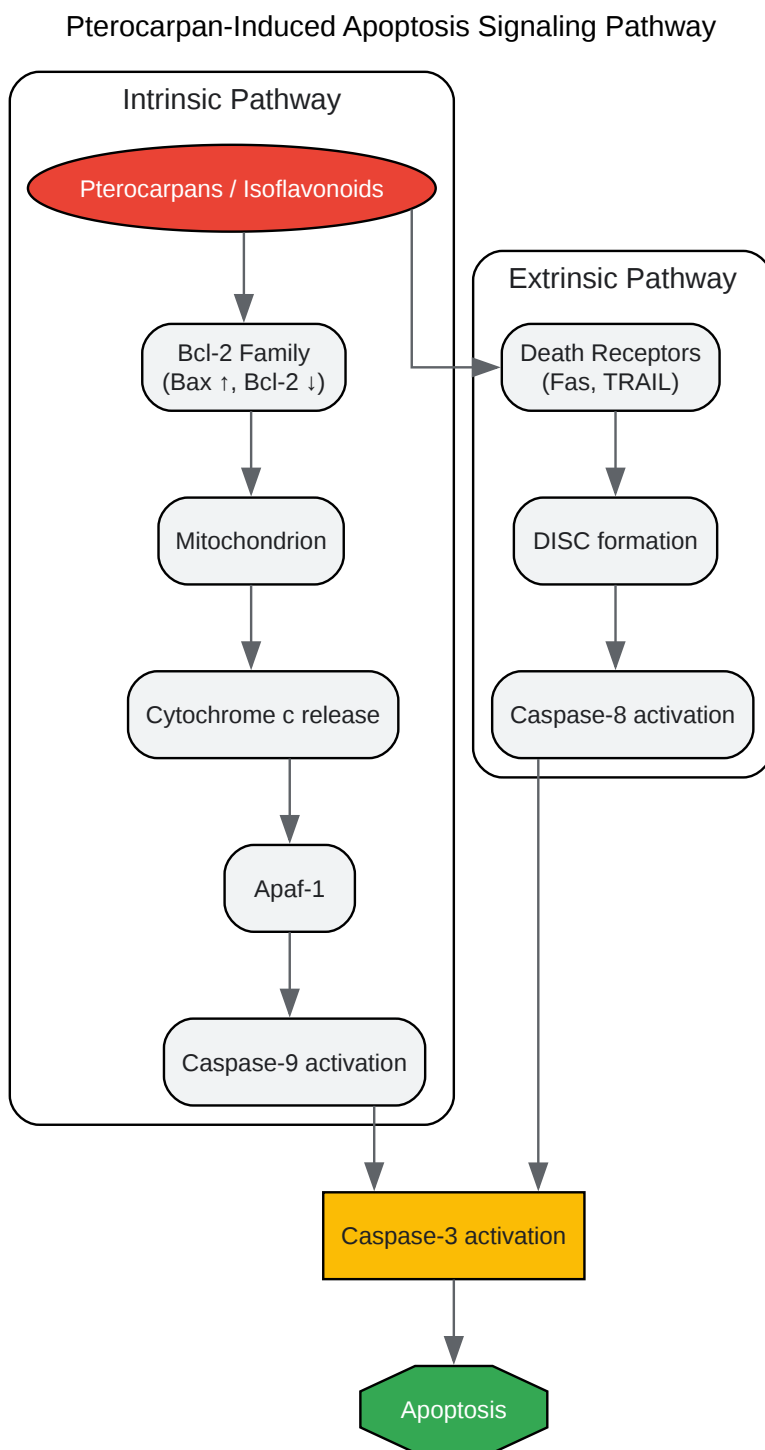 Pterocarpan-Induced Apoptosis Signaling Pathway
Intrinsic Pathway
Pterocarpans / Isoflavonoids
Bcl-2 Family
(Bax ↑, Bcl-2 ↓)
Mitochondrion
Cytochrome c release
Apaf-1
Caspase-9 activation
Extrinsic Pathway
Death Receptors
(Fas, TRAIL)
DISC formation
Caspase-8 activation
Caspase-3 activation
Apoptosis